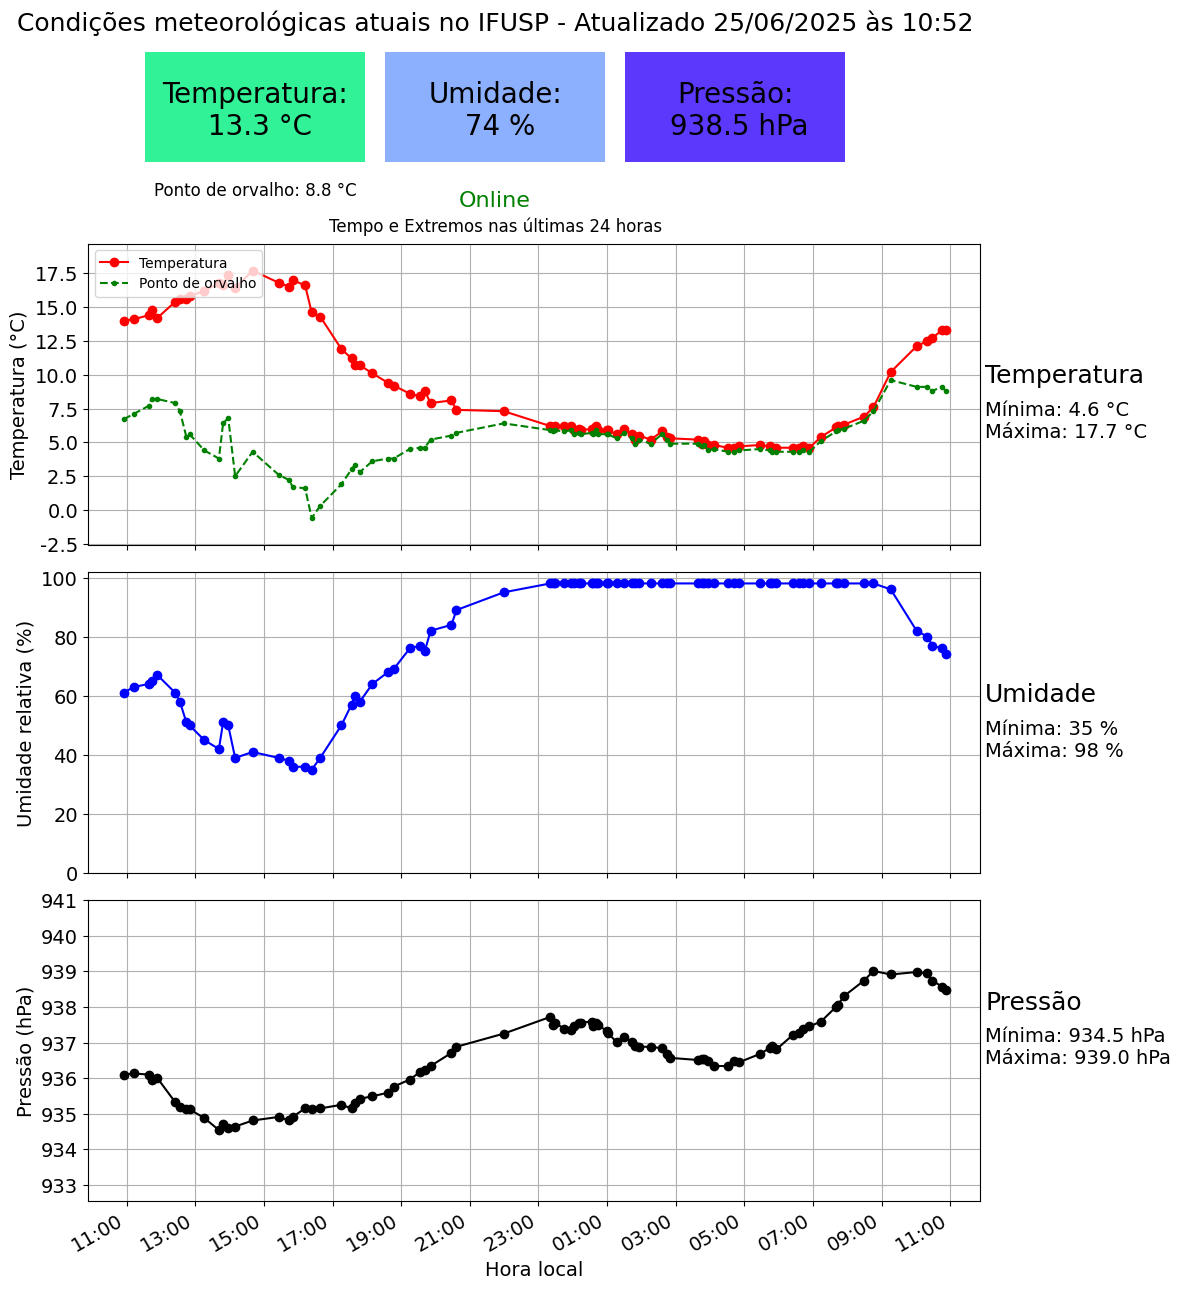 Condições meteorológicas atuais no IFUSP - Atualizado 25/06/2025 às 10:52
Temperatura:
13.3 °C
Umidade:
74 %
Pressão:
938.5 hPa
Ponto de orvalho: 8.8 °C
Online
Tempo e Extremos nas últimas 24 horas
Temperatura
Ponto de orvalho
Temperatura (°C)
17.5
15.0
12.5
10.0
7.5
5.0
2.5
0.0
-2.5
Temperatura
Mínima: 4.6 °C
Máxima: 17.7 °C
Umidade relativa (%)
100
80
60
40
20
0
Umidade
Mínima: 35 %
Máxima: 98 %
Pressão (hPa)
941
940
939
938
937
936
935
934
933
Pressão
Mínima: 934.5 hPa
Máxima: 939.0 hPa
11:00 13:00 15:00 17:00 19:00 21:00 23:00 01:00 03:00 05:00 07:00 09:00 11:00
Hora local